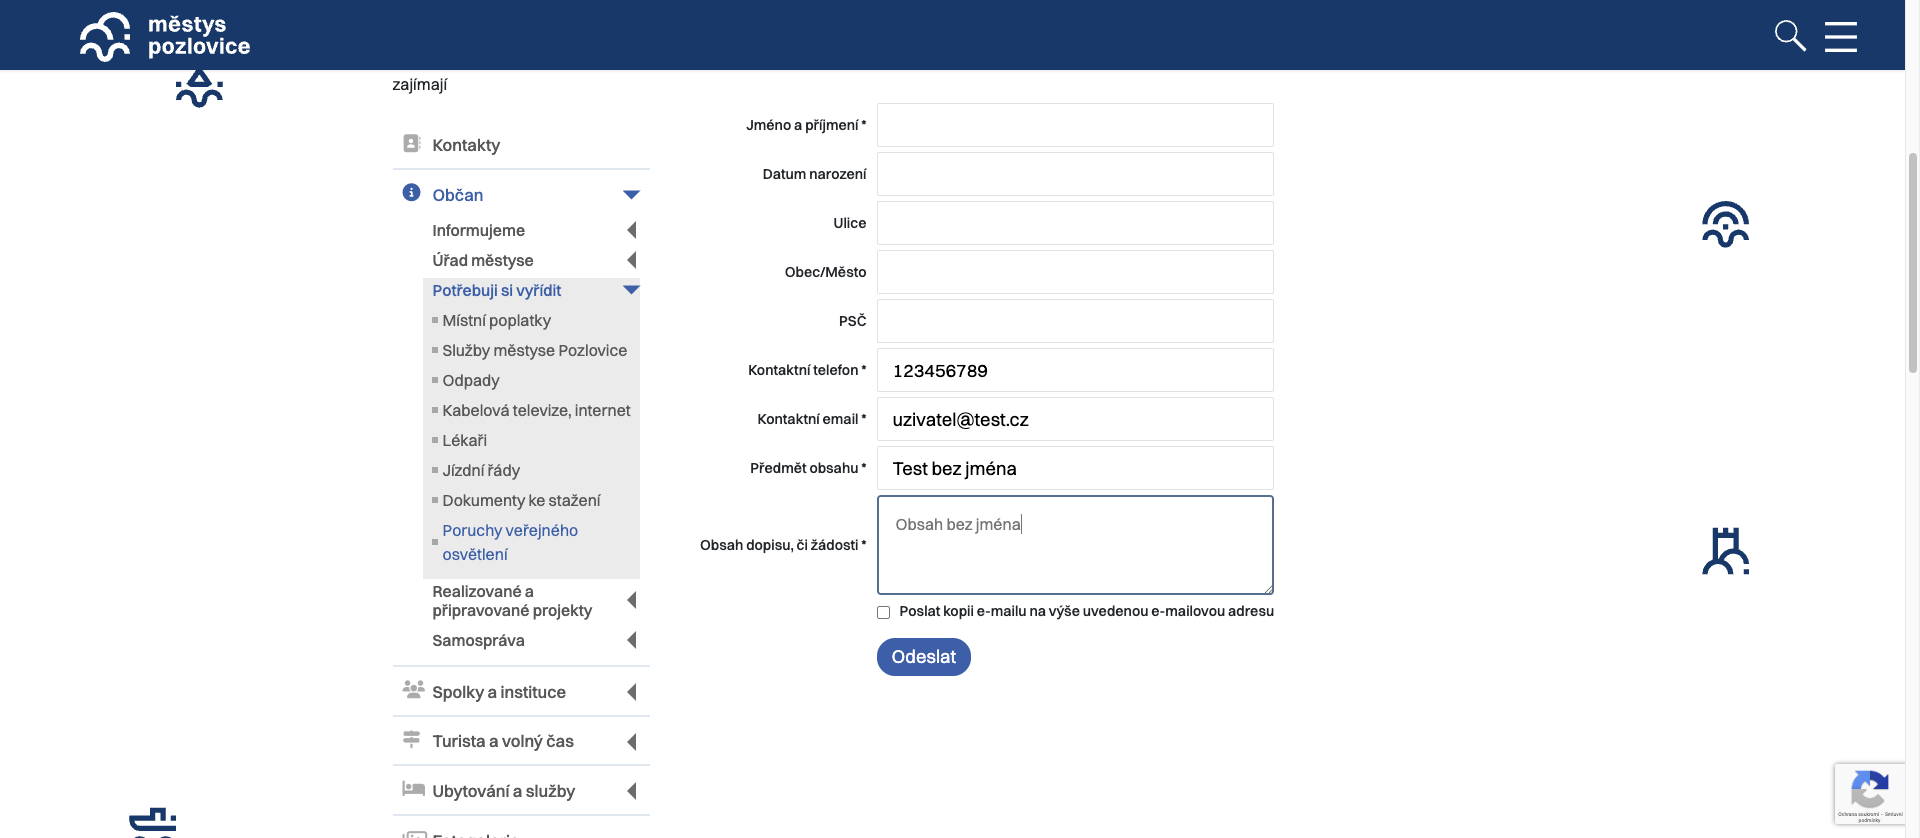 městys
pozlovice
zajímají
Kontakty
Občan
Informujeme
Úřad městyse
Potřebuji si vyřídit
Místní poplatky
Služby městyse Pozlovice
Odpady
Kabelová televize, internet
Lékaři
Jízdní řády
Dokumenty ke stažení
Poruchy veřejného
osvětlení
Realizované a
připravované projekty
Samospráva
Spolky a instituce
Turista a volný čas
Ubytování a služby
Jméno a příjmení *
Datum narození
Ulice
Obec/Město
PSČ
Kontaktní telefon * 123456789
Kontaktní email * uzivatel@test.cz
Předmět obsahu * Test bez jména
Obsah dopisu, či žádosti * Obsah bez jména
Poslat kopii e-mailu na výše uvedenou e-mailovou adresu
Odeslat
Ochrana soukromí - Smluvní
podmínky